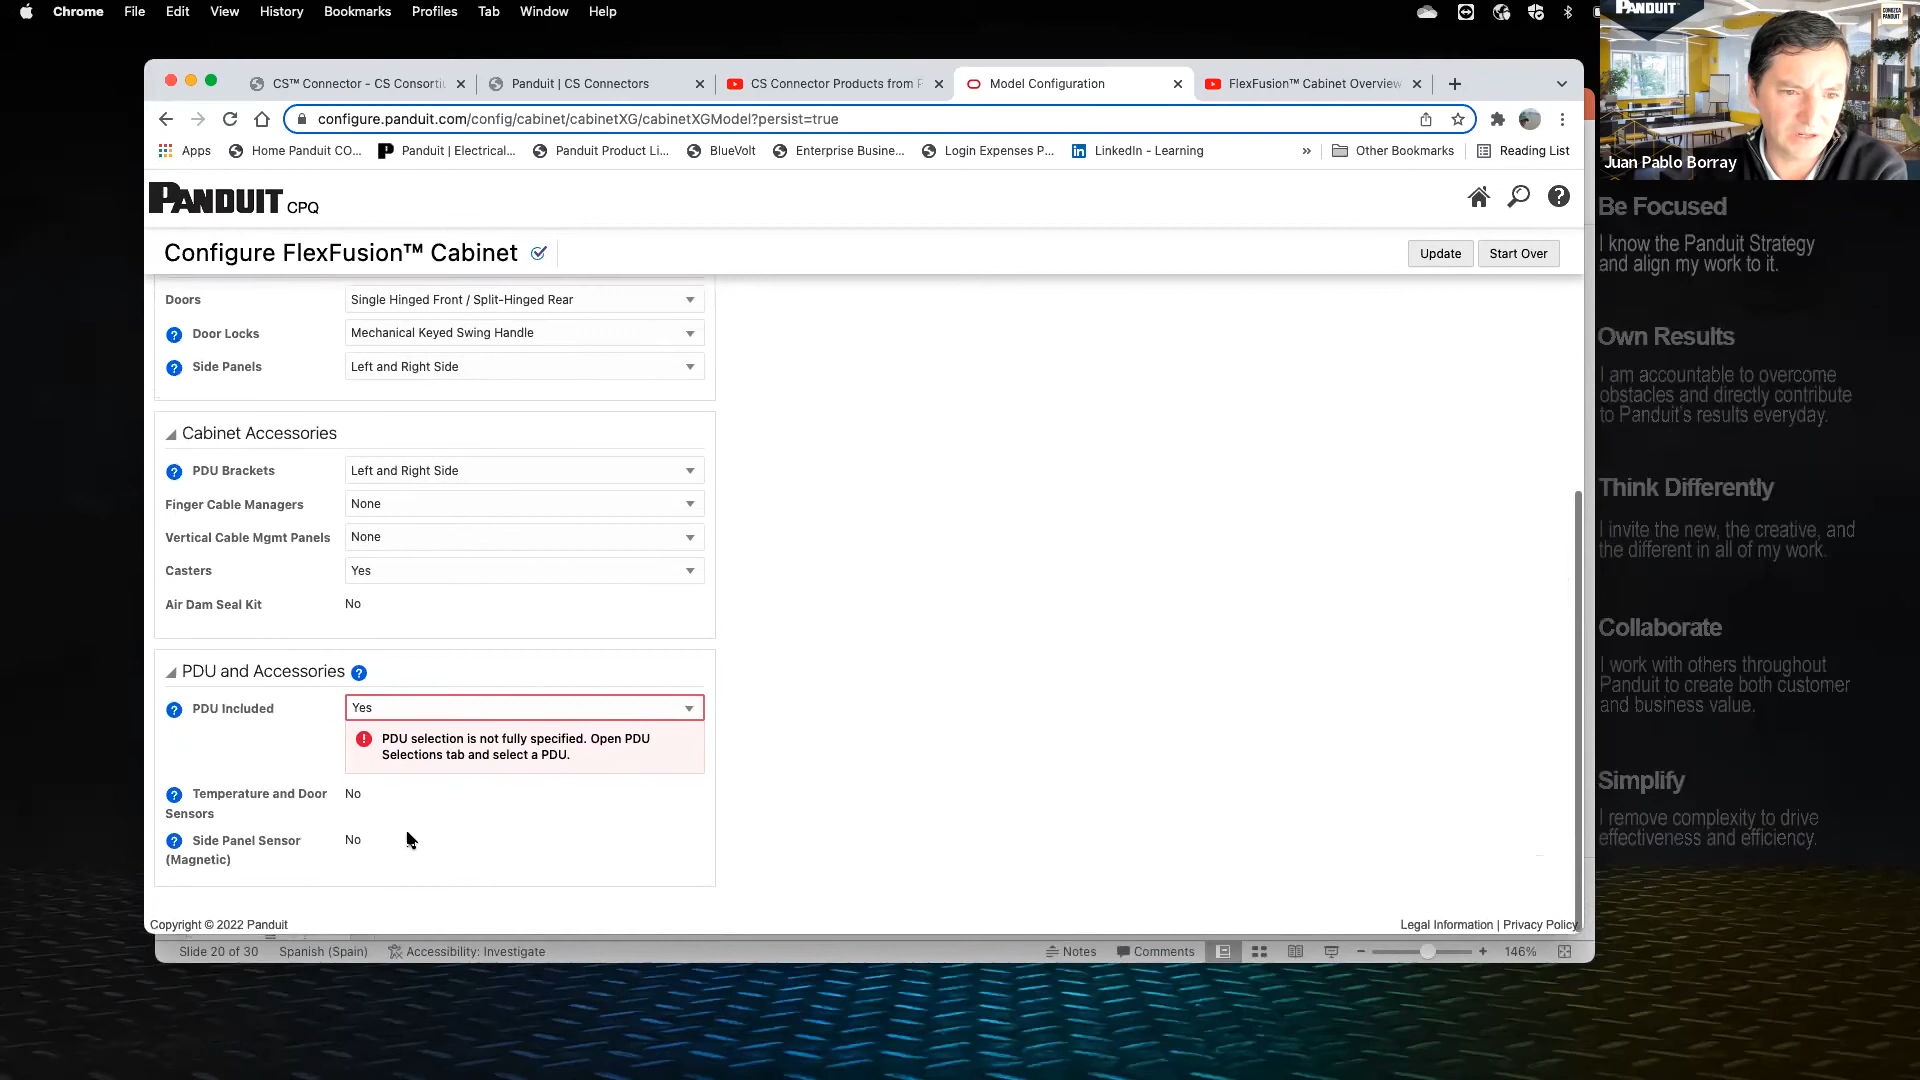 Chrome File Edit View History Bookmarks Profiles Tab Window Help
PANDUIT
CONOZCA PANDUIT
Juan Pablo Borray
CS™ Connector - CS Consorti
Panduit | CS Connectors
CS Connector Products from P
Model Configuration
FlexFusion™ Cabinet Overview
configure.panduit.com/config/cabinet/cabinetXG/cabinetXGModel?persist=true
Apps Home Panduit CO... Panduit | Electrical... Panduit Product Li... BlueVolt Enterprise Busine... Login Expenses P... LinkedIn - Learning » Other Bookmarks Reading List
PANDUIT CPQ
Configure FlexFusion™ Cabinet
Update Start Over
Doors Single Hinged Front / Split-Hinged Rear
Door Locks Mechanical Keyed Swing Handle
Side Panels Left and Right Side
Cabinet Accessories
PDU Brackets Left and Right Side
Finger Cable Managers None
Vertical Cable Mgmt Panels None
Casters Yes
Air Dam Seal Kit No
PDU and Accessories
PDU Included Yes
PDU selection is not fully specified. Open PDU
Selections tab and select a PDU.
Temperature and Door No
Sensors
Side Panel Sensor No
(Magnetic)
Copyright © 2022 Panduit
Legal Information | Privacy Policy
Slide 20 of 30 Spanish (Spain) Accessibility: Investigate Notes Comments 146%
Be Focused
I know the Panduit Strategy
and align my work to it.
Own Results
I am accountable to overcome
obstacles and directly contribute
to Panduit's results everyday.
Think Differently
I invite the new, the creative, and
the different in all of my work.
Collaborate
I work with others throughout
Panduit to create both customer
and business value.
Simplify
I remove complexity to drive
effectiveness and efficiency.